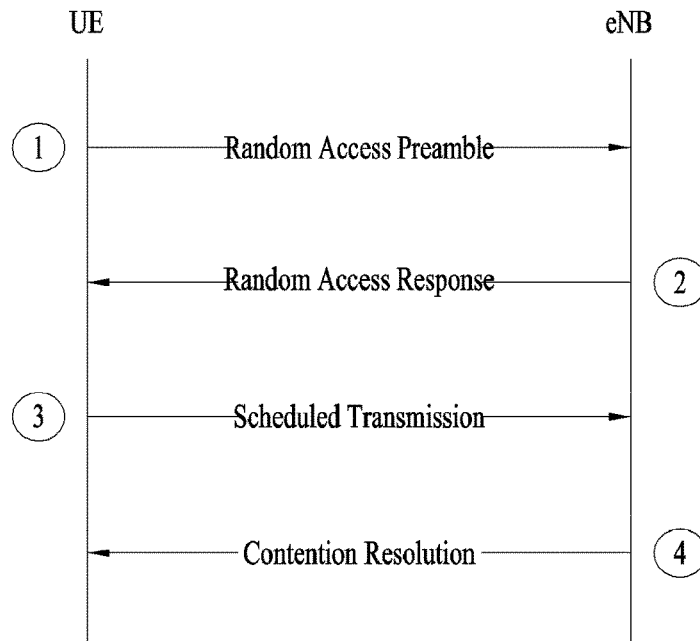 UE
eNB
1
Random Access Preamble
Random Access Response
2
3
Scheduled Transmission
Contention Resolution
4